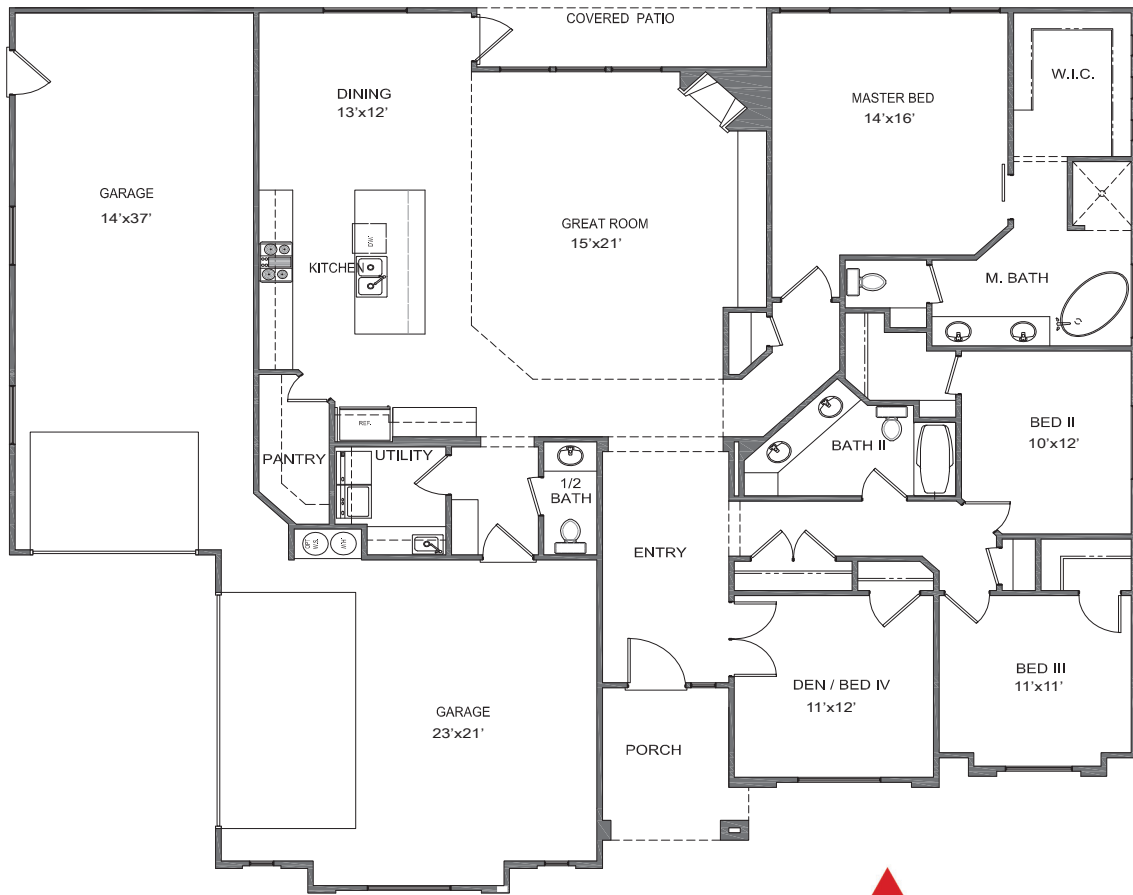 COVERED PATIO
W.I.C.
DINING
13'x12'
MASTER BED
14'x16'
GARAGE
14'x37'
GREAT ROOM
15'x21'
D/W.
KITCHEN
M. BATH
REF.
BED II
10'x12'
BATH II
PANTRY
UTILITY
1/2
BATH
OPT
W.S.
H/W
ENTRY
BED III
11'x11'
DEN / BED IV
11'x12'
GARAGE
23'x21'
PORCH